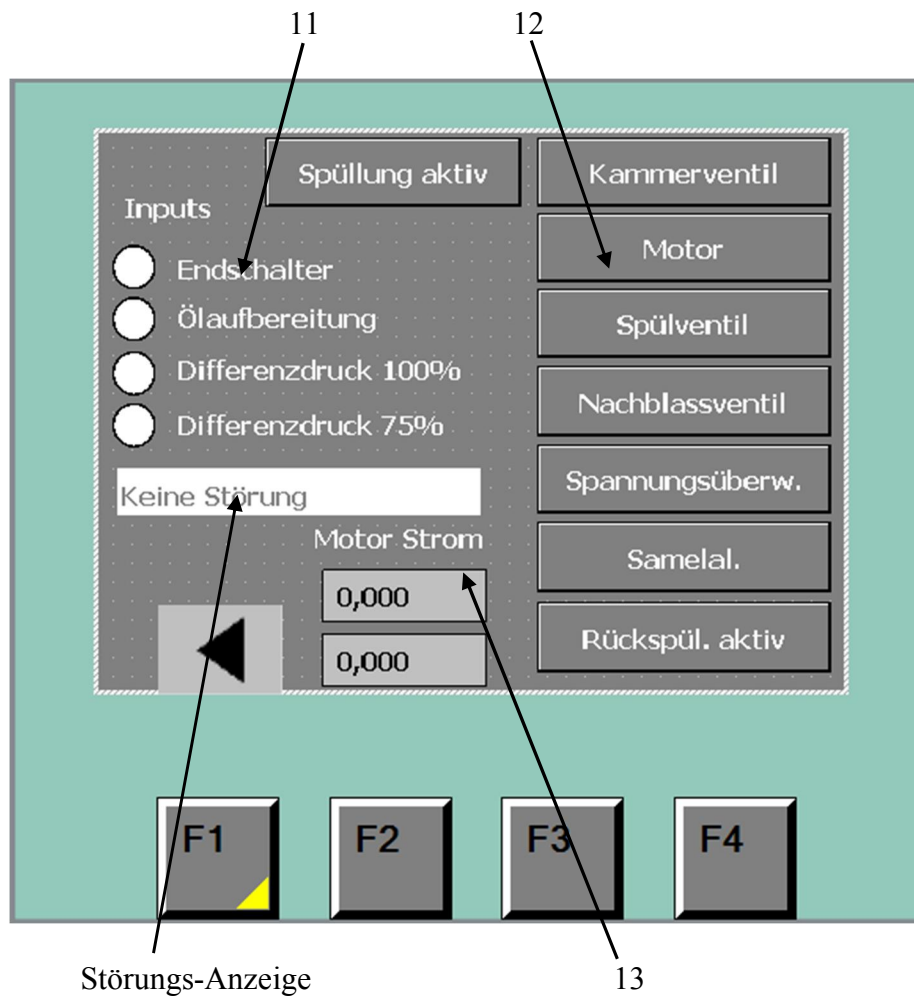 11
12
Spüllung aktiv
Kammerventil
Inputs
Motor
Endschalter
Ölaufbereitung
Spülventil
Differenzdruck 100%
Nachblassventil
Differenzdruck 75%
Spannungsüberw.
Keine Störung
Motor Strom
Samelal.
0,000
Rückspül. aktiv
0,000
F1
F2
F3
F4
Störungs-Anzeige
13